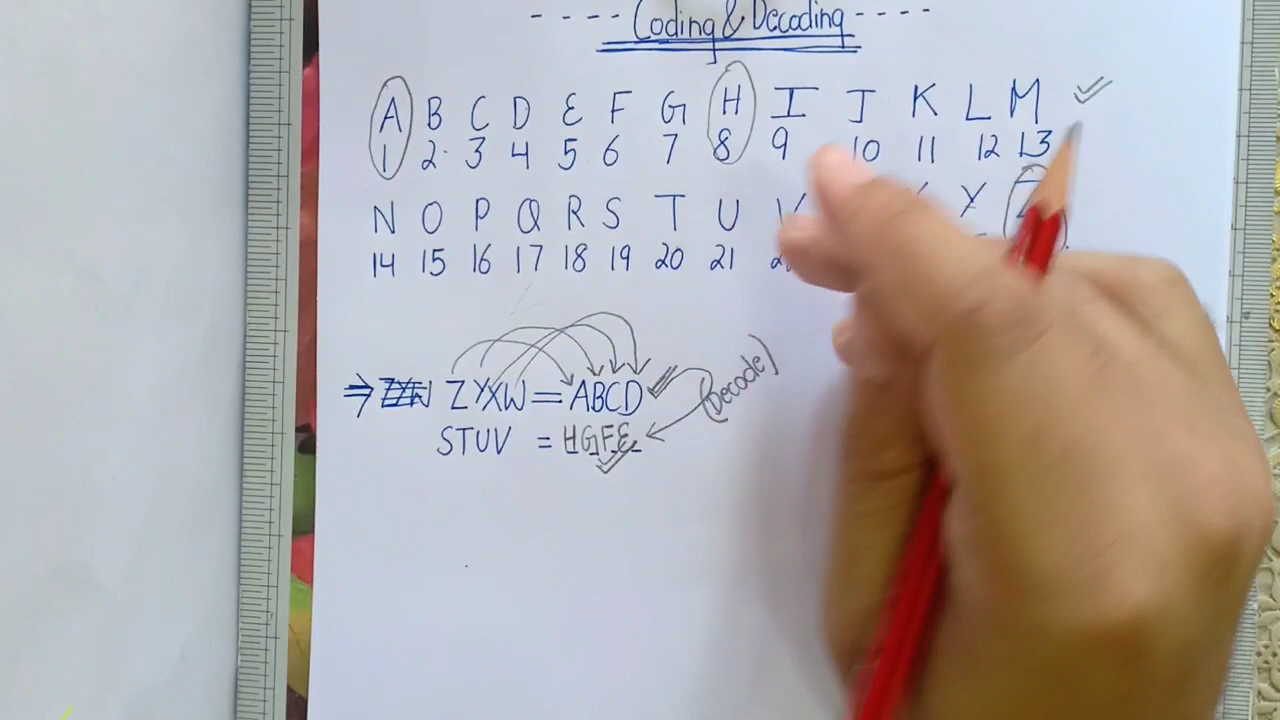 - - - - Coding & Decoding - - - -
A B C D E F G H I J K L M
1 2 3 4 5 6 7 8 9 10 11 12 13
N O P Q R S T U V Y Z
14 15 16 17 18 19 20 21
⇒ ZYXW = ABCD (Decode)
STUV = HGFE